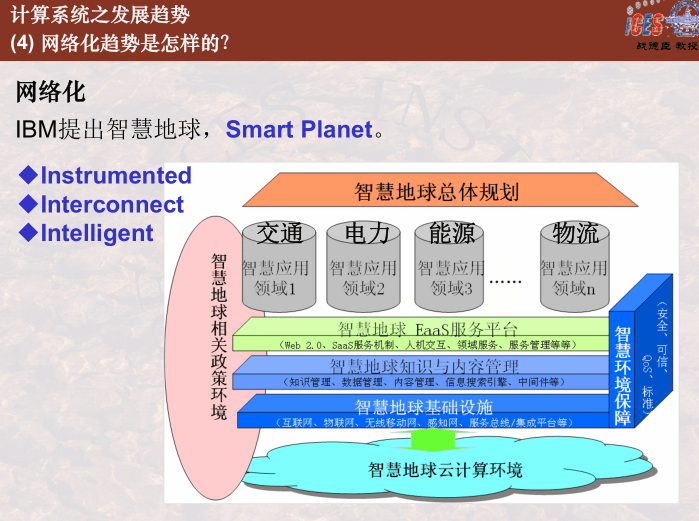 计算系统之发展趋势
(4) 网络化趋势是怎样的?
ICES
战德臣 教授
网络化
IBM提出智慧地球，Smart Planet。
◆Instrumented
◆Interconnect
◆Intelligent
智慧地球总体规划
交通
电力
能源
物流
智慧应用
领域1
智慧应用
领域2
智慧应用
领域3
……
智慧应用
领域n
智慧地球相关政策环境
智慧地球 EaaS服务平台
（Web 2.0、SaaS服务机制、人机交互、领域服务、服务管理等等）
智慧地球知识与内容管理
（知识管理、数据管理、内容管理、信息搜索引擎、中间件等）
智慧地球基础设施
（互联网、物联网、无线移动网、感知网、服务总线/集成平台等）
智慧环境保障
（安全、可信、
QoS、标准
智慧地球云计算环境